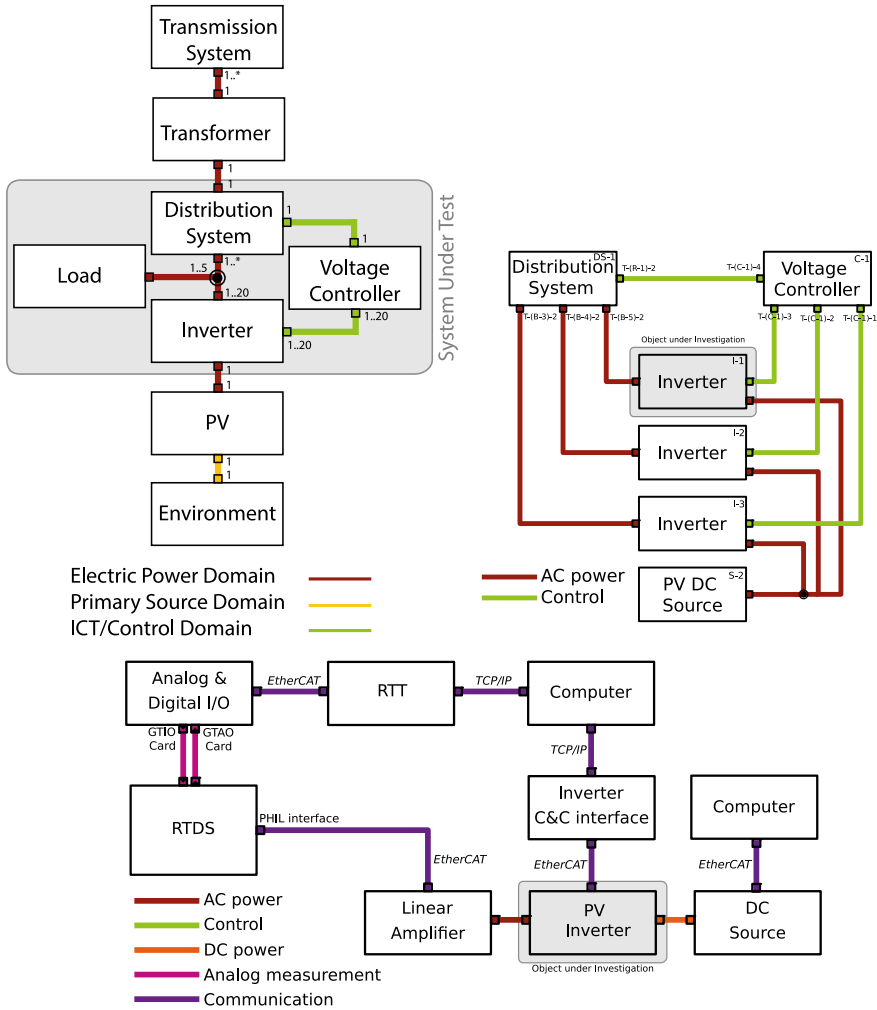 Transmission
System
1..*
1
Transformer
1
1
Distribution
System
1
1
1..*
1..5
Load
1..20
Voltage
Controller
1..20
Inverter
1..20
1
1
PV
1
1
Environment
System Under Test
Electric Power Domain
Primary Source Domain
ICT/Control Domain
DS-1
Distribution
System
T-(R-1)-2
T-(C-1)-4
C-1
Voltage
Controller
T-(B-3)-2
T-(B-4)-2
T-(B-5)-2
T-(C-1)-3
T-(C-1)-2
T-(C-1)-1
Object under Investigation
I-1
Inverter
I-2
Inverter
I-3
Inverter
S-2
PV DC
Source
AC power
Control
Analog &
Digital I/O
EtherCAT
RTT
TCP/IP
Computer
GTIO
Card
GTAO
Card
TCP/IP
RTDS
PHIL interface
Inverter
C&C interface
Computer
EtherCAT
EtherCAT
EtherCAT
Linear
Amplifier
PV
Inverter
DC
Source
Object under Investigation
AC power
Control
DC power
Analog measurement
Communication